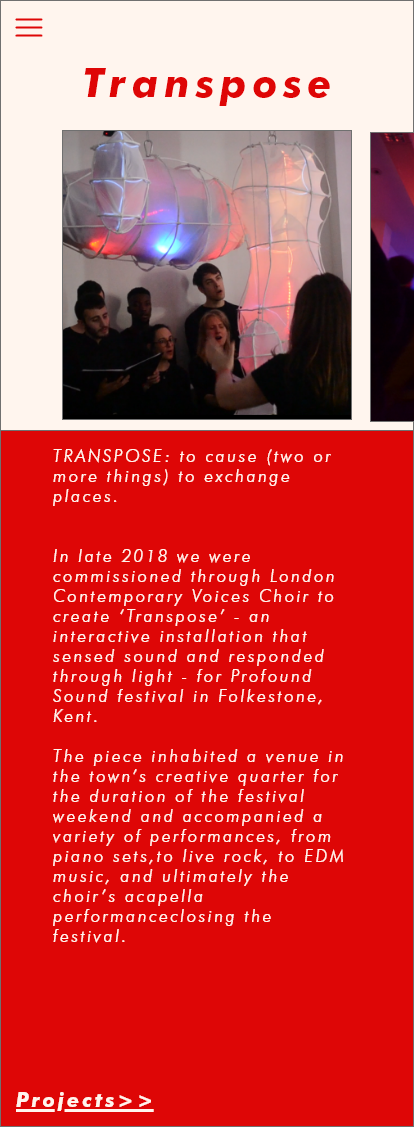 Transpose
TRANSPOSE: to cause (two or
more things) to exchange
places.
In late 2018 we were
commissioned through London
Contemporary Voices Choir to
create ‘Transpose’ - an
interactive installation that
sensed sound and responded
through light - for Profound
Sound festival in Folkestone,
Kent.
The piece inhabited a venue in
the town’s creative quarter for
the duration of the festival
weekend and accompanied a
variety of performances, from
piano sets,to live rock, to EDM
music, and ultimately the
choir’s acapella
performanceclosing the
festival.
Projects>>